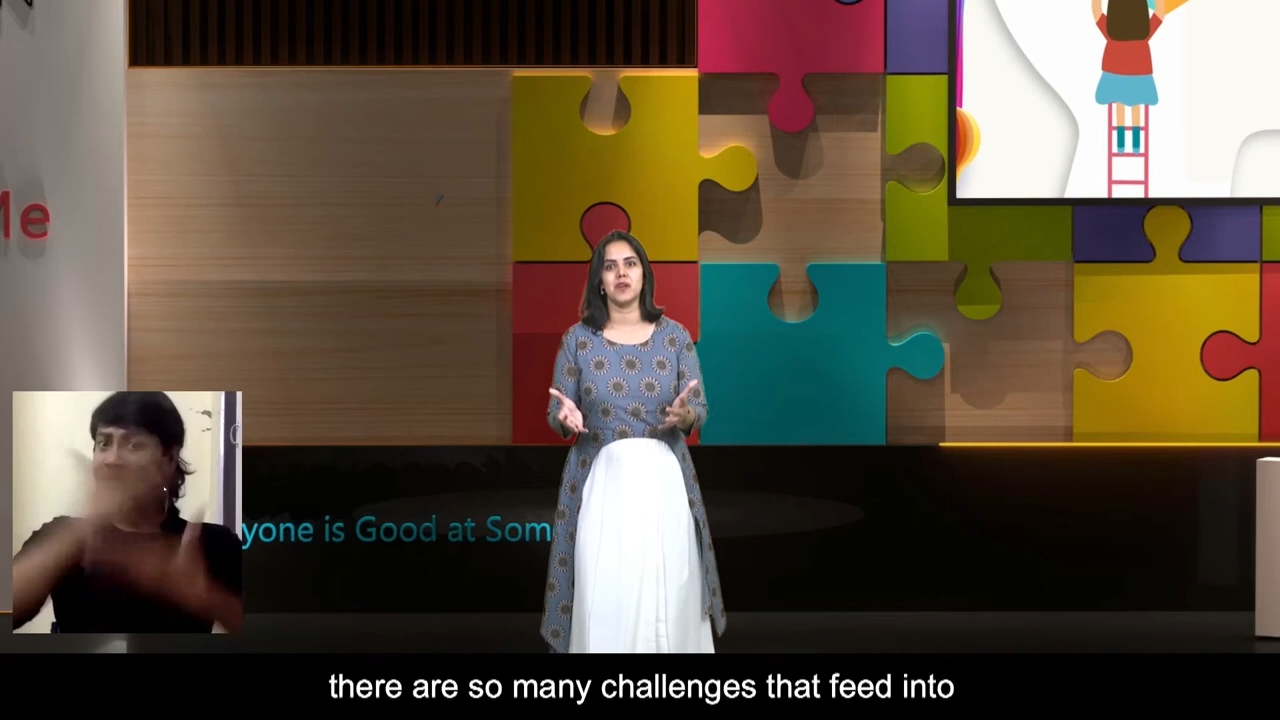 Me
yone is Good at Som
there are so many challenges that feed into